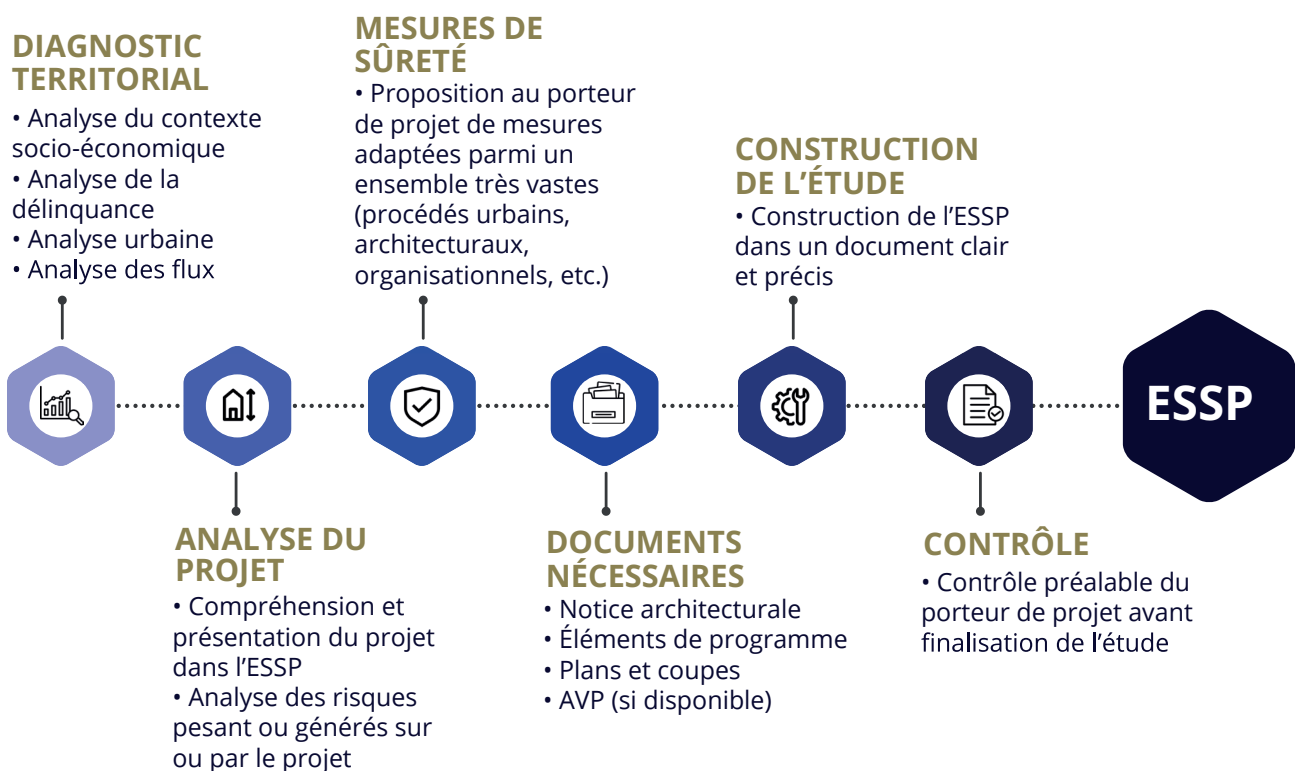 DIAGNOSTIC
TERRITORIAL
• Analyse du contexte
socio-économique
• Analyse de la
délinquance
• Analyse urbaine
• Analyse des flux
MESURES DE
SÛRETÉ
• Proposition au porteur
de projet de mesures
adaptées parmi un
ensemble très vastes
(procédés urbains,
architecturaux,
organisationnels, etc.)
CONSTRUCTION
DE L’ÉTUDE
• Construction de l’ESSP
dans un document clair
et précis
ESSP
ANALYSE DU
PROJET
• Compréhension et
présentation du projet
dans l’ESSP
• Analyse des risques
pesant ou générés sur
ou par le projet
DOCUMENTS
NÉCESSAIRES
• Notice architecturale
• Éléments de programme
• Plans et coupes
• AVP (si disponible)
CONTRÔLE
• Contrôle préalable du
porteur de projet avant
finalisation de l’étude